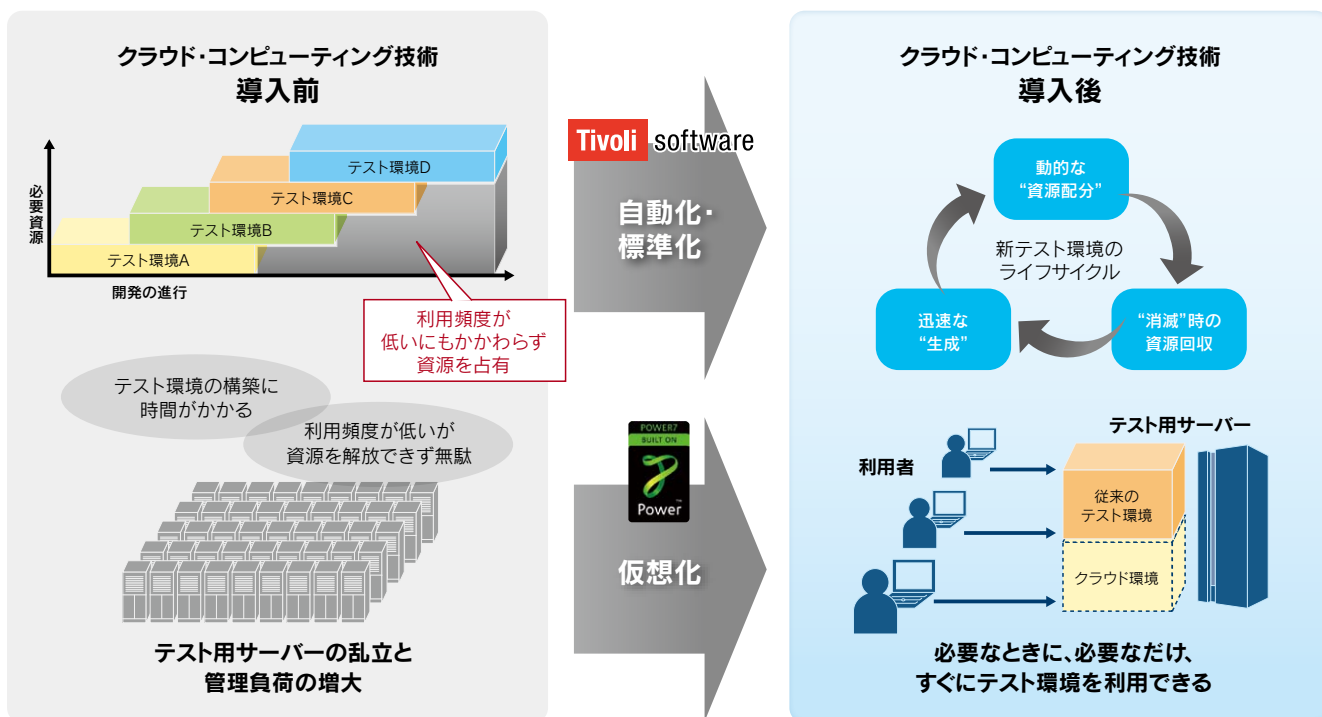 クラウド・コンピューティング技術
導入前
必要資源
テスト環境D
テスト環境C
テスト環境B
テスト環境A
開発の進行
利用頻度が
低いにもかかわらず
資源を占有
テスト環境の構築に
時間がかかる
利用頻度が低いが
資源を解放できず無駄
テスト用サーバーの乱立と
管理負荷の増大
Tivoli software
自動化・
標準化
POWER7
BUILT ON
Power™
仮想化
クラウド・コンピューティング技術
導入後
動的な
“資源配分”
新テスト環境の
ライフサイクル
迅速な
“生成”
“消滅”時の
資源回収
テスト用サーバー
利用者
従来の
テスト環境
クラウド環境
必要なときに、必要なだけ、
すぐにテスト環境を利用できる